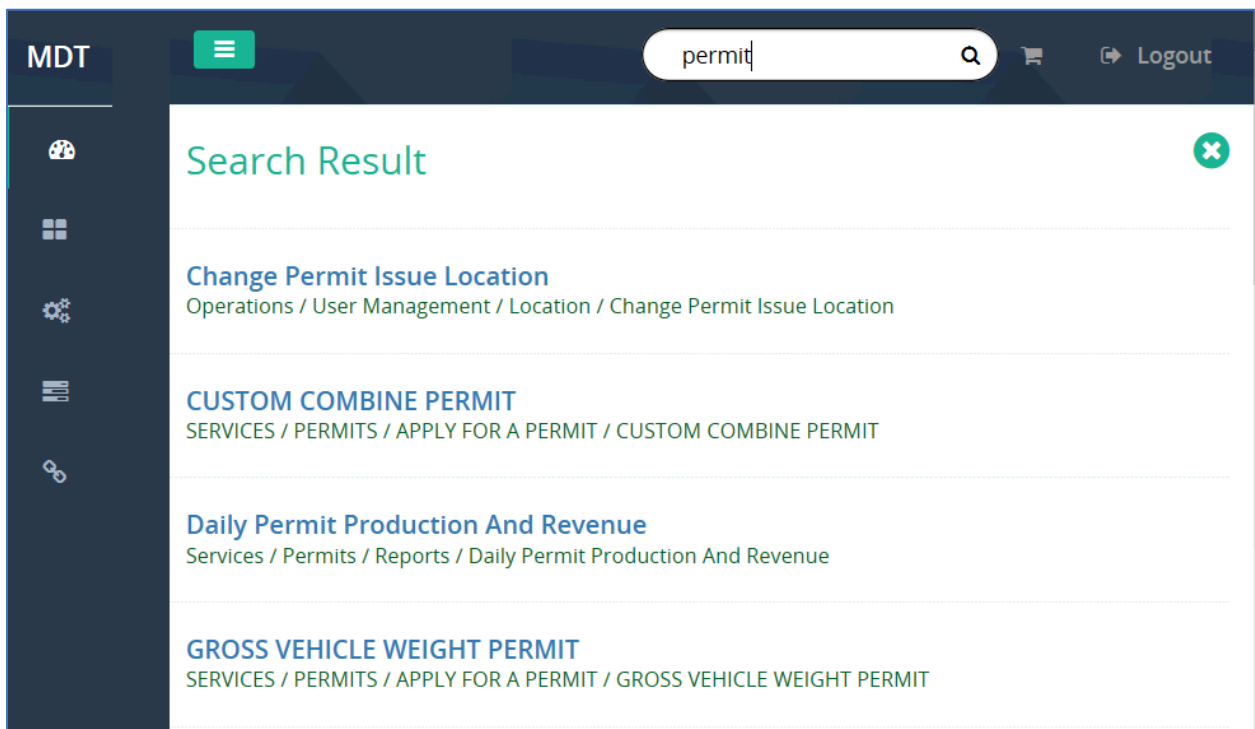 MDT
permit
Logout
Search Result
Change Permit Issue Location
Operations / User Management / Location / Change Permit Issue Location
CUSTOM COMBINE PERMIT
SERVICES / PERMITS / APPLY FOR A PERMIT / CUSTOM COMBINE PERMIT
Daily Permit Production And Revenue
Services / Permits / Reports / Daily Permit Production And Revenue
GROSS VEHICLE WEIGHT PERMIT
SERVICES / PERMITS / APPLY FOR A PERMIT / GROSS VEHICLE WEIGHT PERMIT